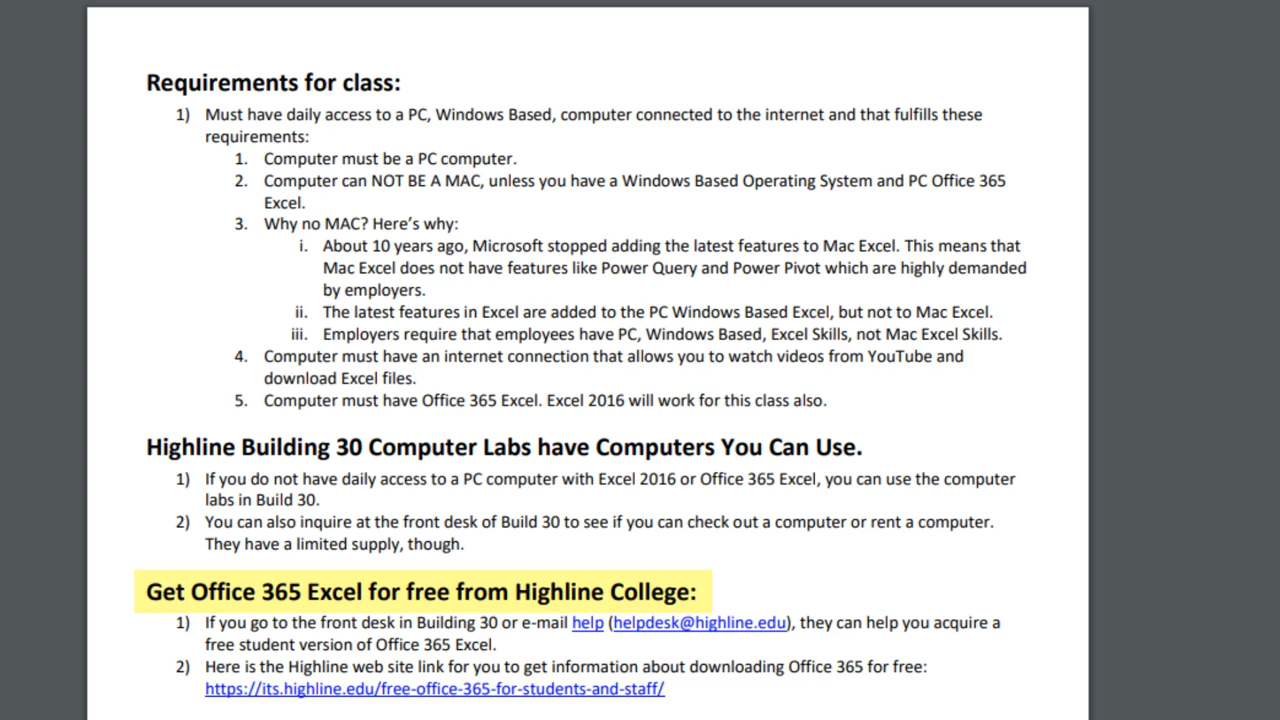 Requirements for class:
1) Must have daily access to a PC, Windows Based, computer connected to the internet and that fulfills these
requirements:
1. Computer must be a PC computer.
2. Computer can NOT BE A MAC, unless you have a Windows Based Operating System and PC Office 365
Excel.
3. Why no MAC? Here’s why:
i. About 10 years ago, Microsoft stopped adding the latest features to Mac Excel. This means that
Mac Excel does not have features like Power Query and Power Pivot which are highly demanded
by employers.
ii. The latest features in Excel are added to the PC Windows Based Excel, but not to Mac Excel.
iii. Employers require that employees have PC, Windows Based, Excel Skills, not Mac Excel Skills.
4. Computer must have an internet connection that allows you to watch videos from YouTube and
download Excel files.
5. Computer must have Office 365 Excel. Excel 2016 will work for this class also.
Highline Building 30 Computer Labs have Computers You Can Use.
1) If you do not have daily access to a PC computer with Excel 2016 or Office 365 Excel, you can use the computer
labs in Build 30.
2) You can also inquire at the front desk of Build 30 to see if you can check out a computer or rent a computer.
They have a limited supply, though.
Get Office 365 Excel for free from Highline College:
1) If you go to the front desk in Building 30 or e-mail help (helpdesk@highline.edu), they can help you acquire a
free student version of Office 365 Excel.
2) Here is the Highline web site link for you to get information about downloading Office 365 for free:
https://its.highline.edu/free-office-365-for-students-and-staff/